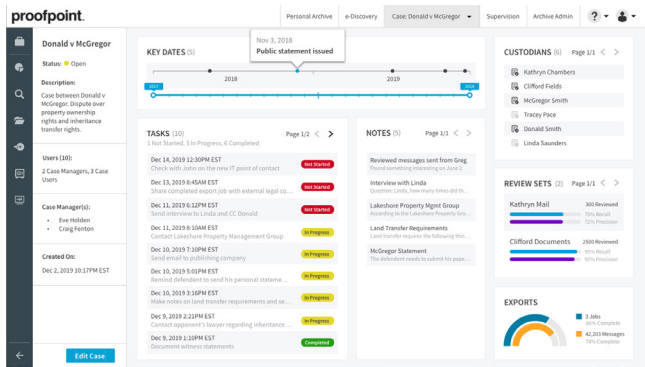 proofpoint.
Personal Archive
e-Discovery
Case: Donald v McGregor
Supervision
Archive Admin
?
Donald v McGregor
Status: Open
Description:
Case between Donald v
McGregor. Dispute over
property ownership
rights and inheritance
transfer rights.
Users (10):
2 Case Managers, 3 Case
Users
Case Manager(s):
Eve Holden
Craig Fenton
Created On:
Dec 2, 2019 10:17PM EST
Edit Case
KEY DATES (5)
Nov 3, 2018
Public statement issued
2018
2019
2017
2019
TASKS (10)
1 Not Started, 3 In Progress, 6 Completed
Page 1/2
Dec 14, 2019 12:30PM EST
Check with John on the new IT point of contact
Not Started
Dec 13, 2019 8:45AM EST
Share completed export job with external legal co...
Not Started
Dec 11, 2019 6:12PM EST
Send interview to Linda and CC Donald
Not Started
Dec 11, 2019 8:10AM EST
Contact Lakeshore Property Management Group
In Progress
Dec 10, 2019 7:10PM EST
Send email to publishing company
In Progress
Dec 10, 2019 5:01PM EST
Remind defendent to send his personal stateme...
In Progress
Dec 10, 2019 3:16PM EST
Make notes on land transfer requirements and se...
In Progress
Dec 9, 2019 2:21PM EST
Contact opponent's lawyer regarding inheritance...
In Progress
Dec 9, 2019 1:10PM EST
Document witness statements
Completed
NOTES (5)
Page 1/1
Reviewed messages sent from Greg
Found something interesting on June 2
Interview with Linda
Question: Linda, how many times did th...
Lakeshore Property Mgmt Group
According to the Lakeshore Property Gro...
Land Transfer Requirements
Land transfer requires the following thin...
McGregor Statement
The defendent needs to submit his pape...
CUSTODIANS (6)
Page 1/1
Kathryn Chambers
Clifford Fields
McGregor Smith
Tracey Pace
Donald Smith
Linda Saunders
REVIEW SETS (2)
Page 1/1
Kathryn Mail
300 Reviewed
75% Recall
72% Precision
Clifford Documents
2500 Reviewed
95% Recall
92% Precision
EXPORTS
3 Jobs
66% Complete
42,203 Messages
74% Complete